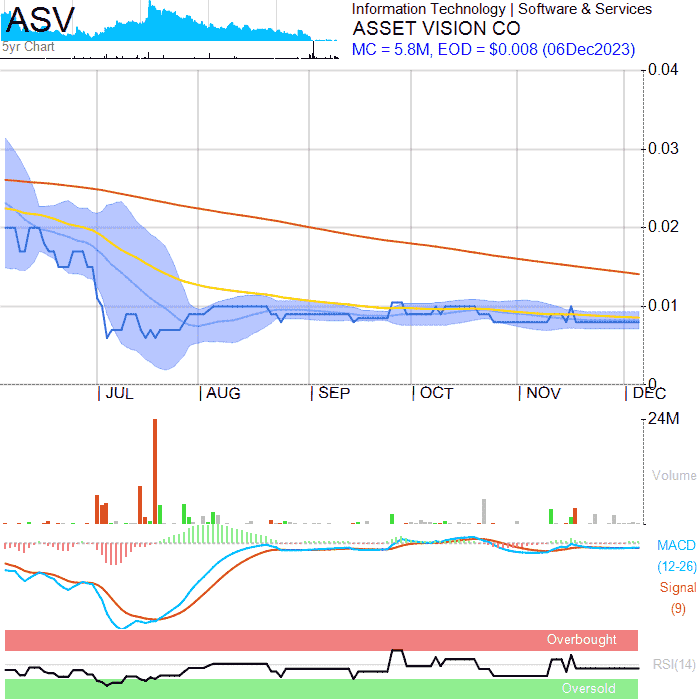 ASV
5yr Chart
Information Technology | Software & Services
ASSET VISION CO
MC = 5.8M, EOD = $0.008 (06Dec2023)
0.04
0.03
0.02
0.01
0
JUL AUG SEP OCT NOV DEC
24M
Volume
MACD
(12-26)
Signal
(9)
Overbought
RSI(14)
Oversold